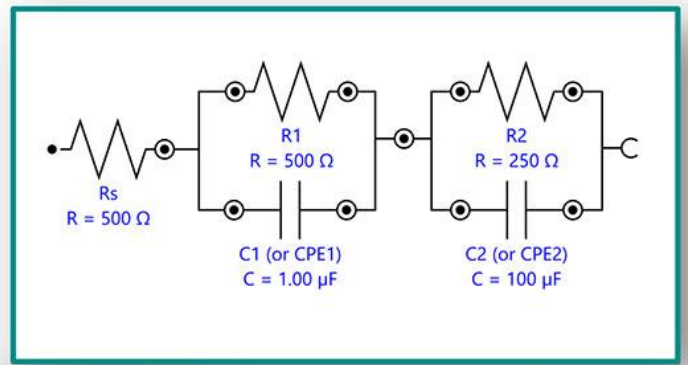 R1
R = 500 Ω
R2
R = 250 Ω
Rs
R = 500 Ω
C1 (or CPE1)
C = 1.00 µF
C2 (or CPE2)
C = 100 µF